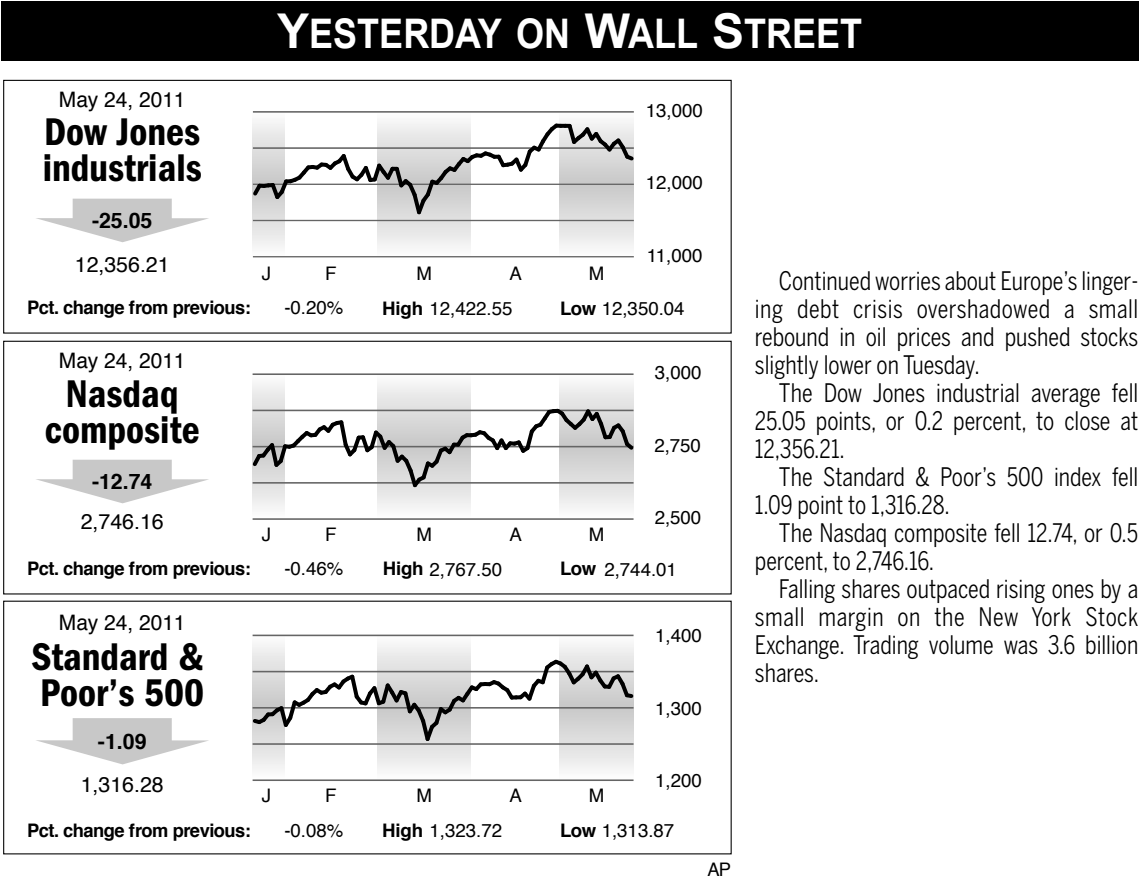 YESTERDAY ON WALL STREET
May 24, 2011
Dow Jones
industrials
-25.05
12,356.21
13,000
12,000
11,000
J F M A M
Pct. change from previous: -0.20% High 12,422.55 Low 12,350.04
May 24, 2011
Nasdaq
composite
-12.74
2,746.16
3,000
2,750
2,500
J F M A M
Pct. change from previous: -0.46% High 2,767.50 Low 2,744.01
May 24, 2011
Standard &
Poor's 500
-1.09
1,316.28
1,400
1,300
1,200
J F M A M
Pct. change from previous: -0.08% High 1,323.72 Low 1,313.87
AP
Continued worries about Europe's linger-
ing debt crisis overshadowed a small
rebound in oil prices and pushed stocks
slightly lower on Tuesday.
The Dow Jones industrial average fell
25.05 points, or 0.2 percent, to close at
12,356.21.
The Standard & Poor's 500 index fell
1.09 point to 1,316.28.
The Nasdaq composite fell 12.74, or 0.5
percent, to 2,746.16.
Falling shares outpaced rising ones by a
small margin on the New York Stock
Exchange. Trading volume was 3.6 billion
shares.